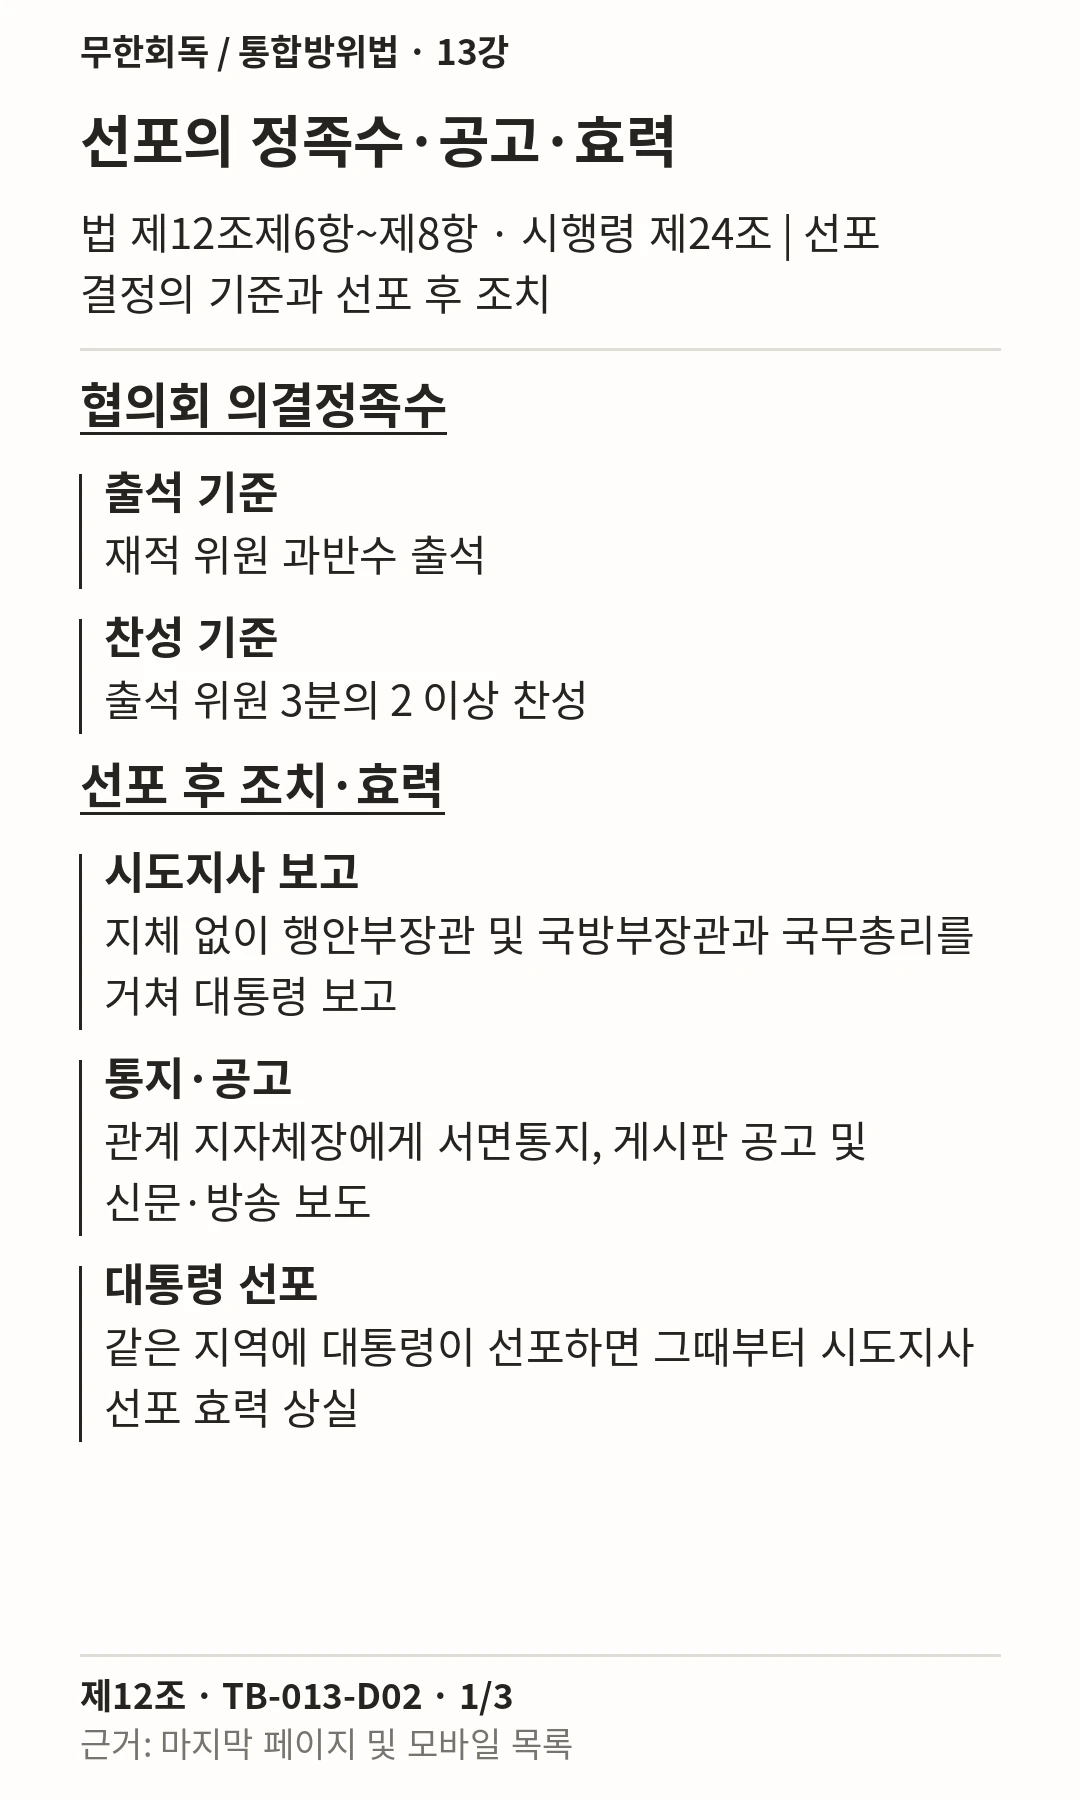 무한회독 / 통합방위법 · 13강
선포의 정족수·공고·효력
법 제12조제6항~제8항 · 시행령 제24조 | 선포
결정의 기준과 선포 후 조치
협의회 의결정족수
출석 기준
재적 위원 과반수 출석
찬성 기준
출석 위원 3분의 2 이상 찬성
선포 후 조치·효력
시도지사 보고
지체 없이 행안부장관 및 국방부장관과 국무총리를
거쳐 대통령 보고
통지·공고
관계 지자체장에게 서면통지, 게시판 공고 및
신문·방송 보도
대통령 선포
같은 지역에 대통령이 선포하면 그때부터 시도지사
선포 효력 상실
제12조 · TB-013-D02 · 1/3
근거: 마지막 페이지 및 모바일 목록